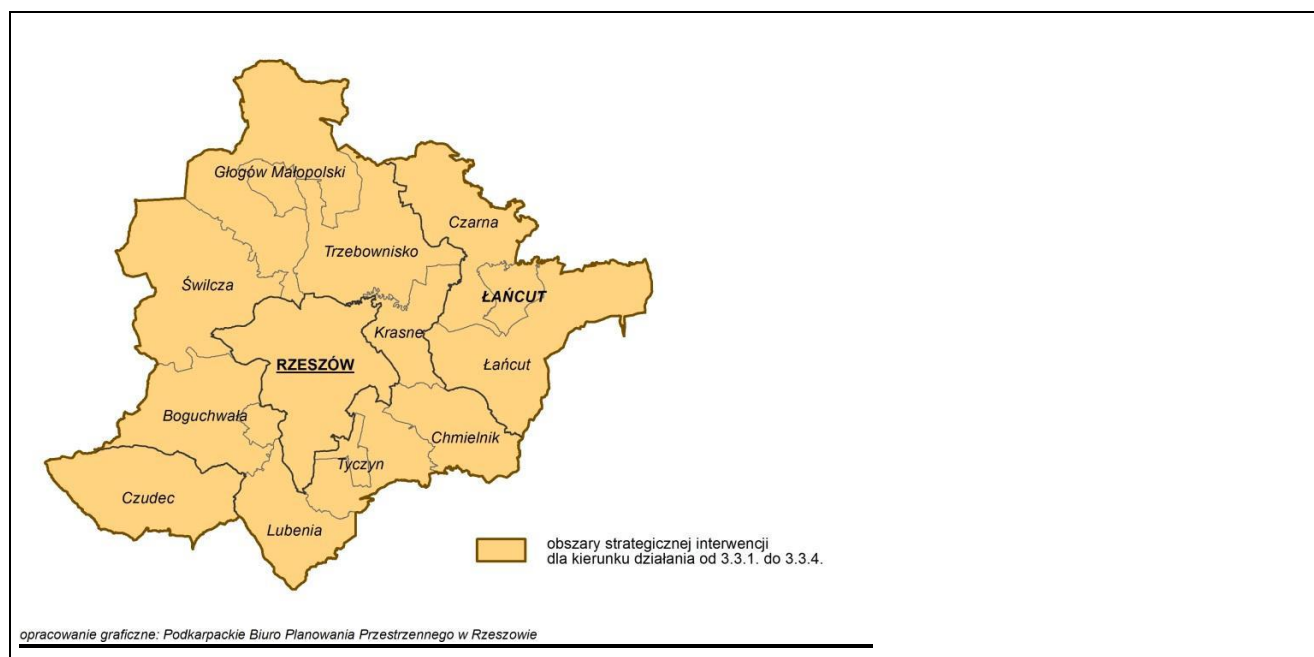 Głogów Małopolski
Czarna
Trzebownisko
Świlcza
ŁAŃCUT
Krasne
RZESZÓW
Łańcut
Boguchwała
Chmielnik
Tyczyn
Czudec
Lubenia
obszary strategicznej interwencji
dla kierunku działania od 3.3.1. do 3.3.4.
opracowanie graficzne: Podkarpackie Biuro Planowania Przestrzennego w Rzeszowie